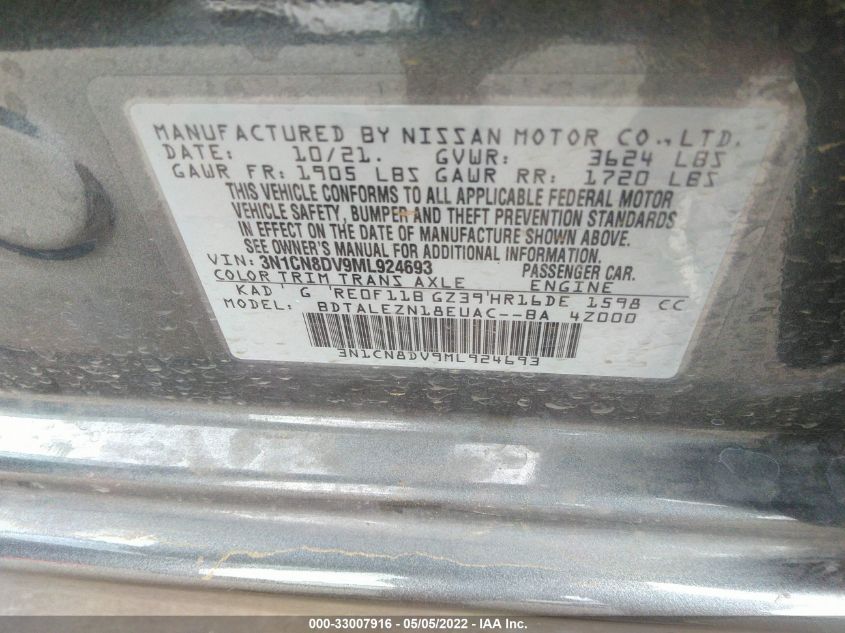 MANUFACTURED BY NISSAN MOTOR CO.,LTD.
DATE: 10/21. GVWR: 3624 LBS
GAWR FR: 1905 LBS GAWR RR: 1720 LBS
THIS VEHICLE CONFORMS TO ALL APPLICABLE FEDERAL MOTOR
VEHICLE SAFETY, BUMPER AND THEFT PREVENTION STANDARDS
IN EFFECT ON THE DATE OF MANUFACTURE SHOWN ABOVE.
SEE OWNER'S MANUAL FOR ADDITIONAL INFORMATION.
VIN: 3N1CN8DV9ML924693 PASSENGER CAR.
COLOR TRIM TRANS AXLE ENGINE
KAD G RE0F11B GZ39 HR16DE 1598 CC
MODEL: BDTALEZN18EUAC--BA 4Z000
3N1CN8DV9ML924693
000-33007916 - 05/05/2022 - IAA Inc.